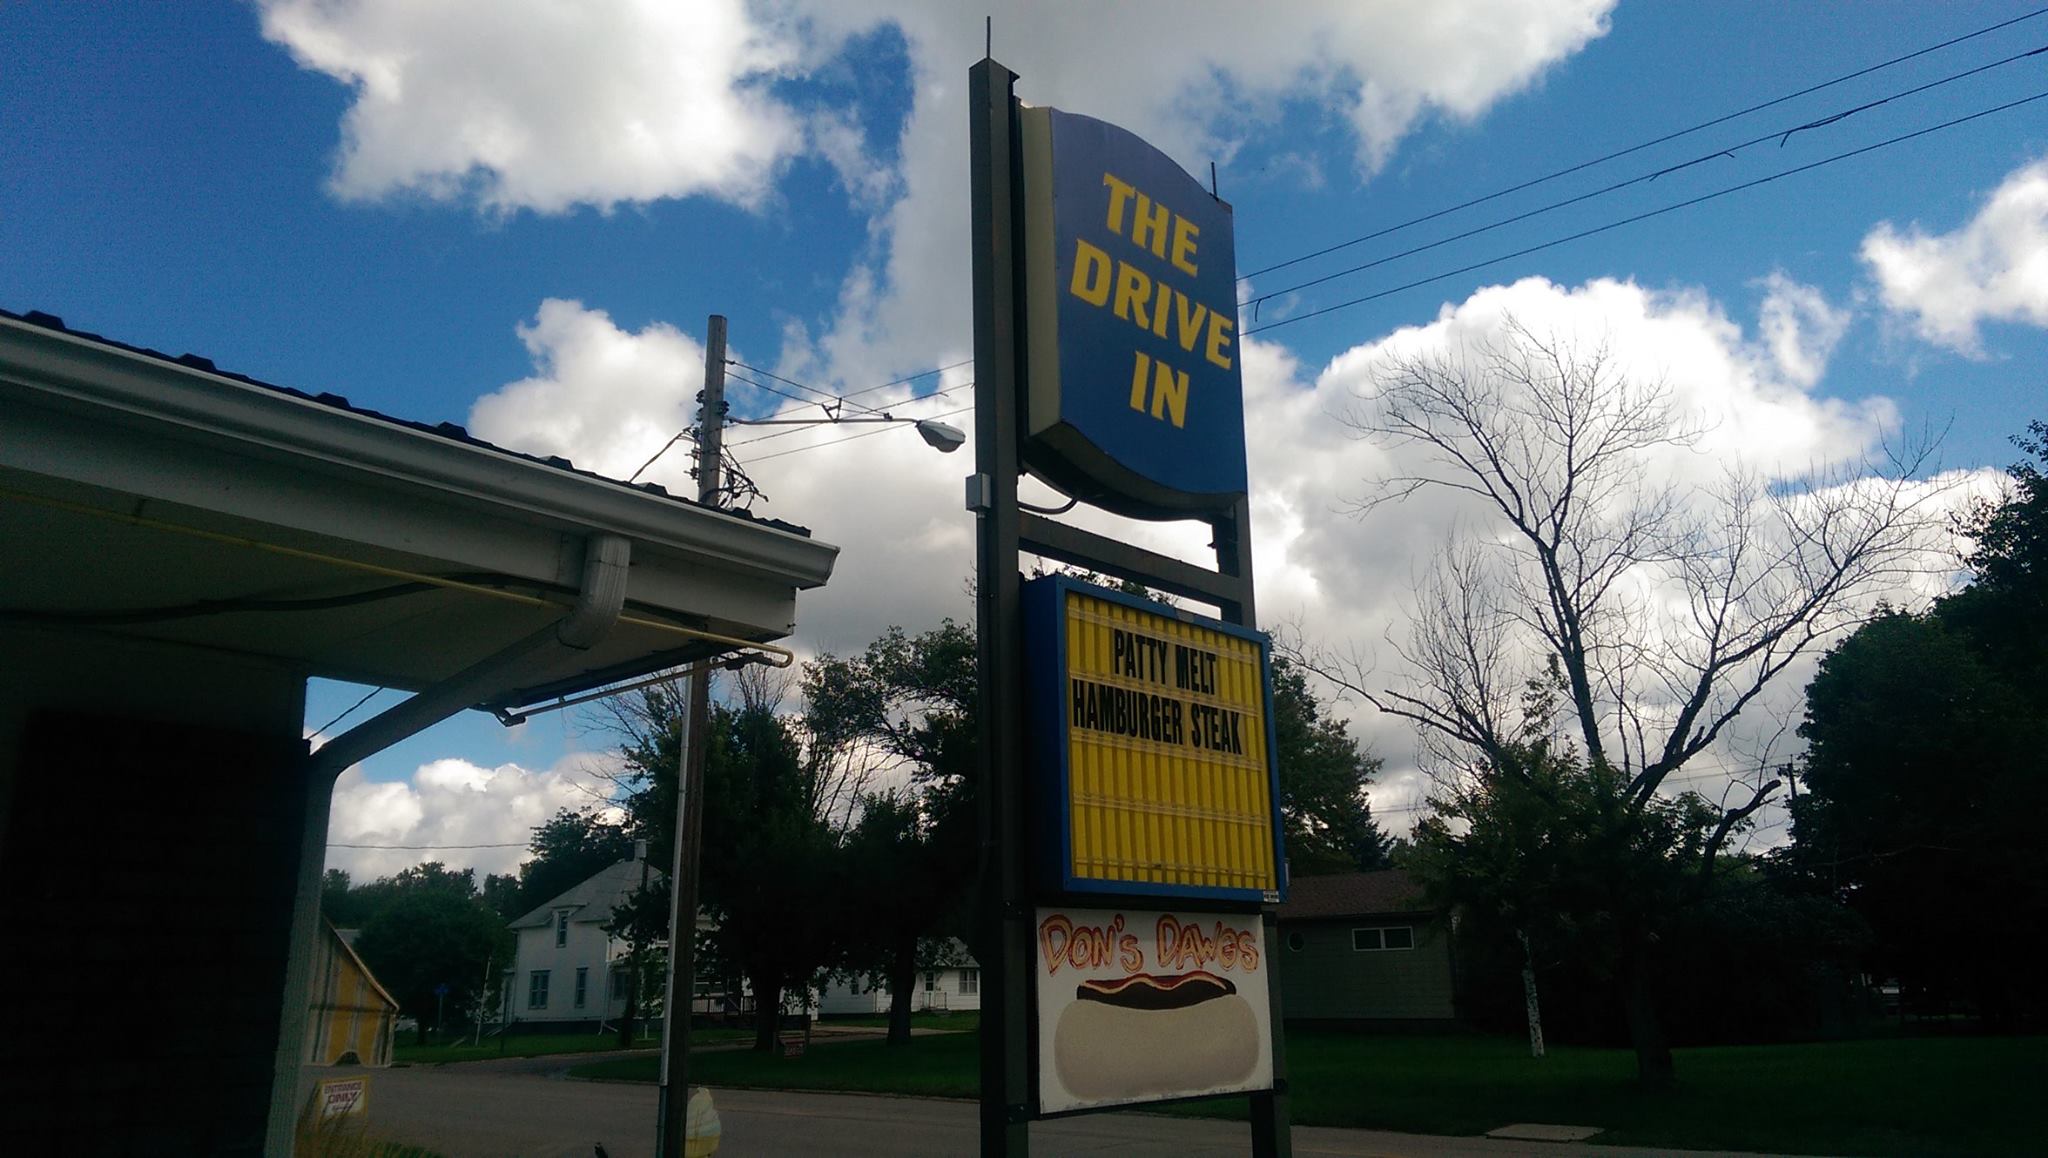 THE
DRIVE
IN
PATTY MELT
HAMBURGER STEAK
DON'S DAWGS
ENTRANCE
ONLY